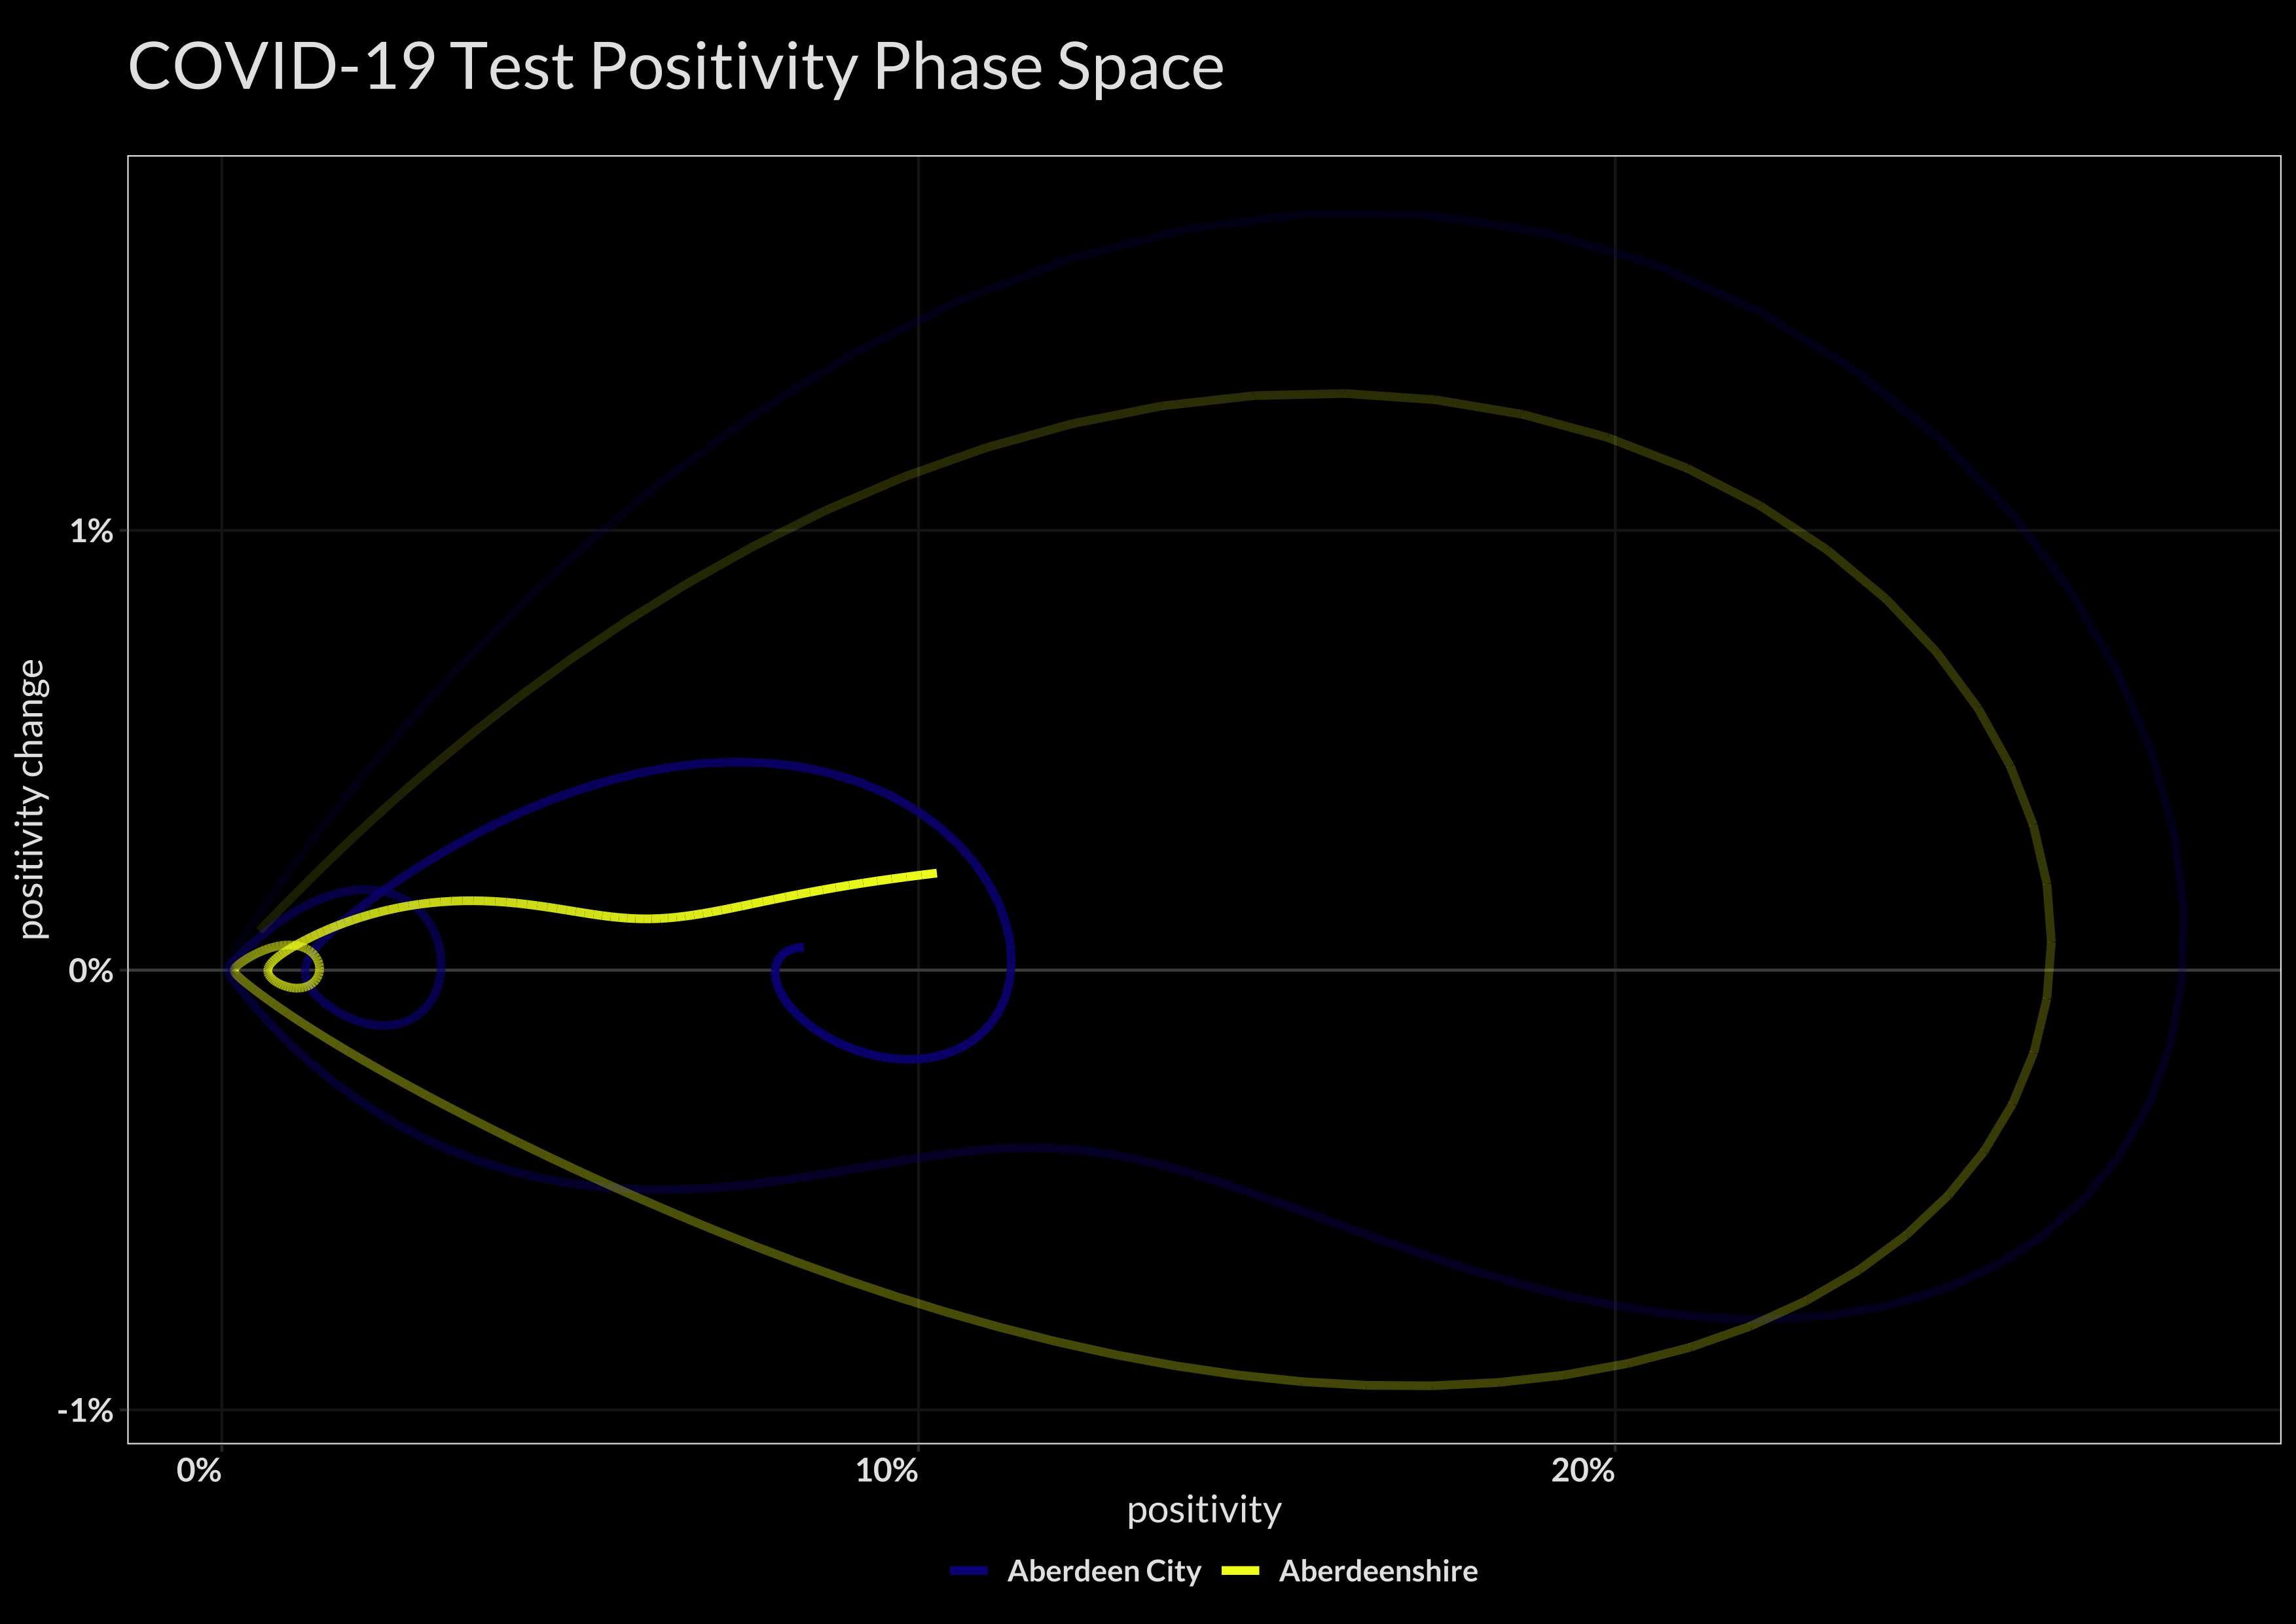 COVID-19 Test Positivity Phase Space
positivity change
1%
0%
-1%
0% 10% 20%
positivity
Aberdeen City Aberdeenshire